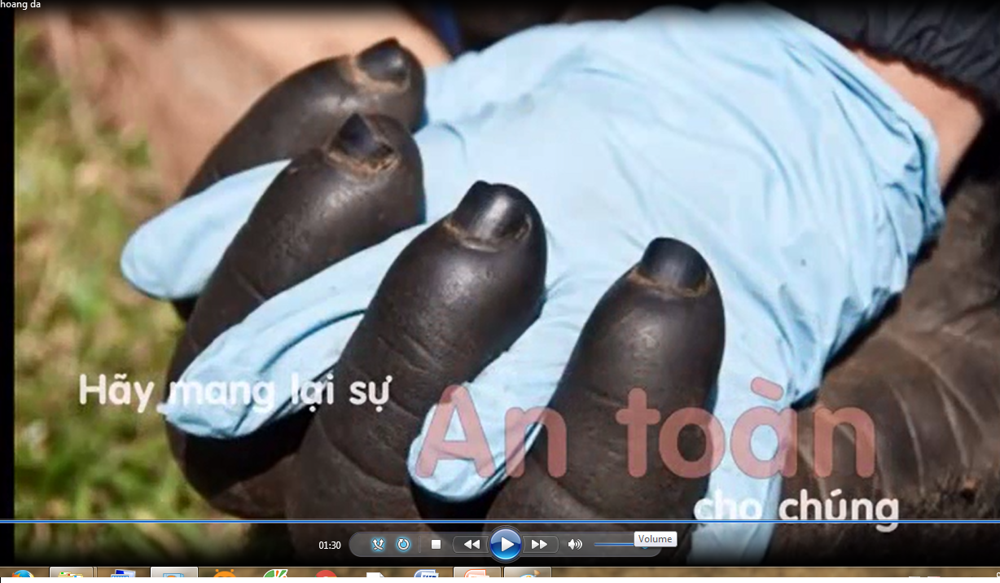 hoang da
Hãy mang lại sự
An toàn
cho chúng
01:30
Volume